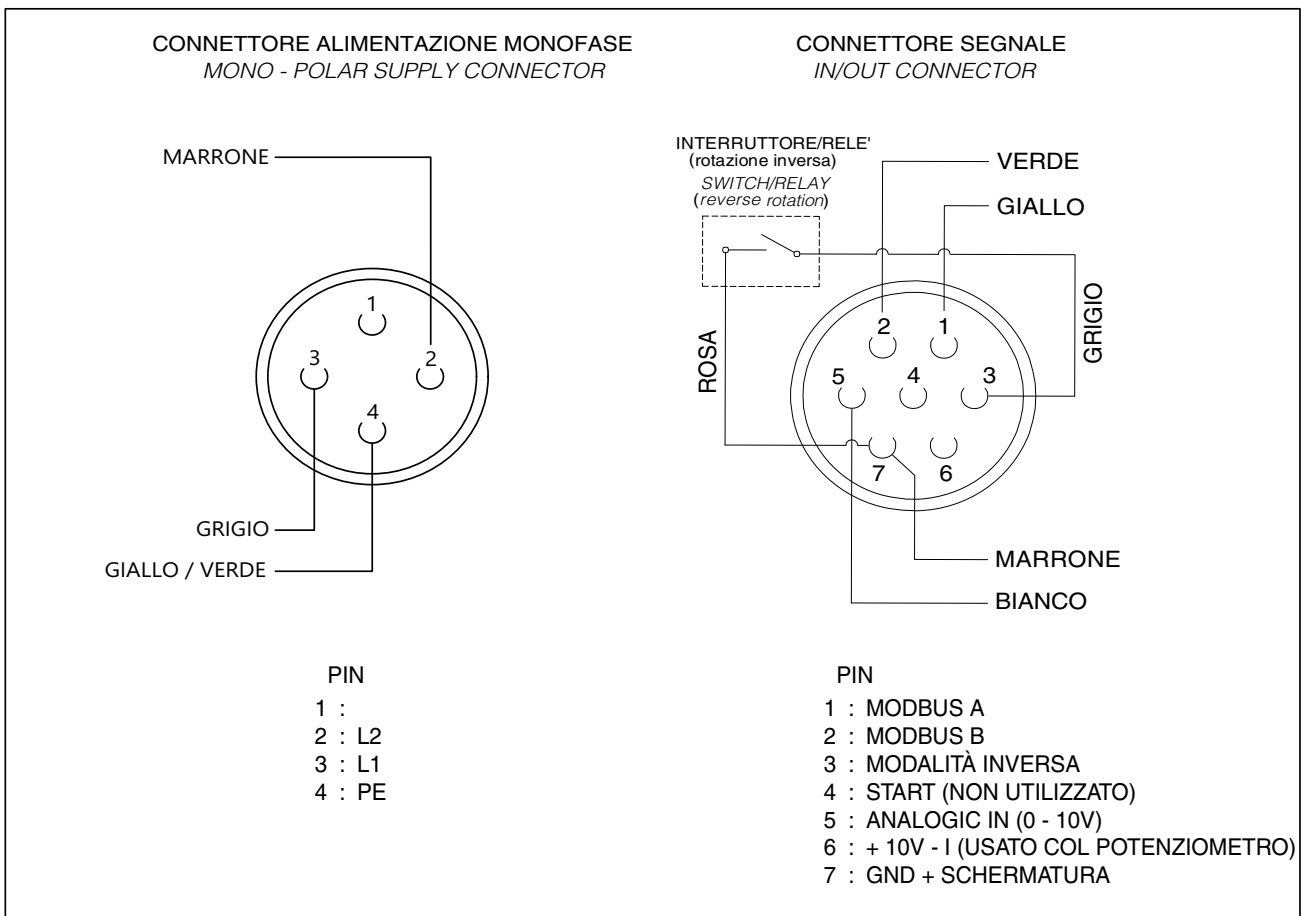 CONNETTORE ALIMENTAZIONE MONOFASE
MONO - POLAR SUPPLY CONNECTOR
MARRONE
1
3
2
4
GRIGIO
GIALLO / VERDE
PIN
1 :
2 : L2
3 : L1
4 : PE
CONNETTORE SEGNALE
IN/OUT CONNECTOR
INTERRUTTORE/RELE'
(rotazione inversa)
SWITCH/RELAY
(reverse rotation)
VERDE
GIALLO
ROSA
GRIGIO
2
1
5
4
3
7
6
MARRONE
BIANCO
PIN
1 : MODBUS A
2 : MODBUS B
3 : MODALITÀ INVERSA
4 : START (NON UTILIZZATO)
5 : ANALOGIC IN (0 - 10V)
6 : + 10V - I (USATO COL POTENZIOMETRO)
7 : GND + SCHERMATURA